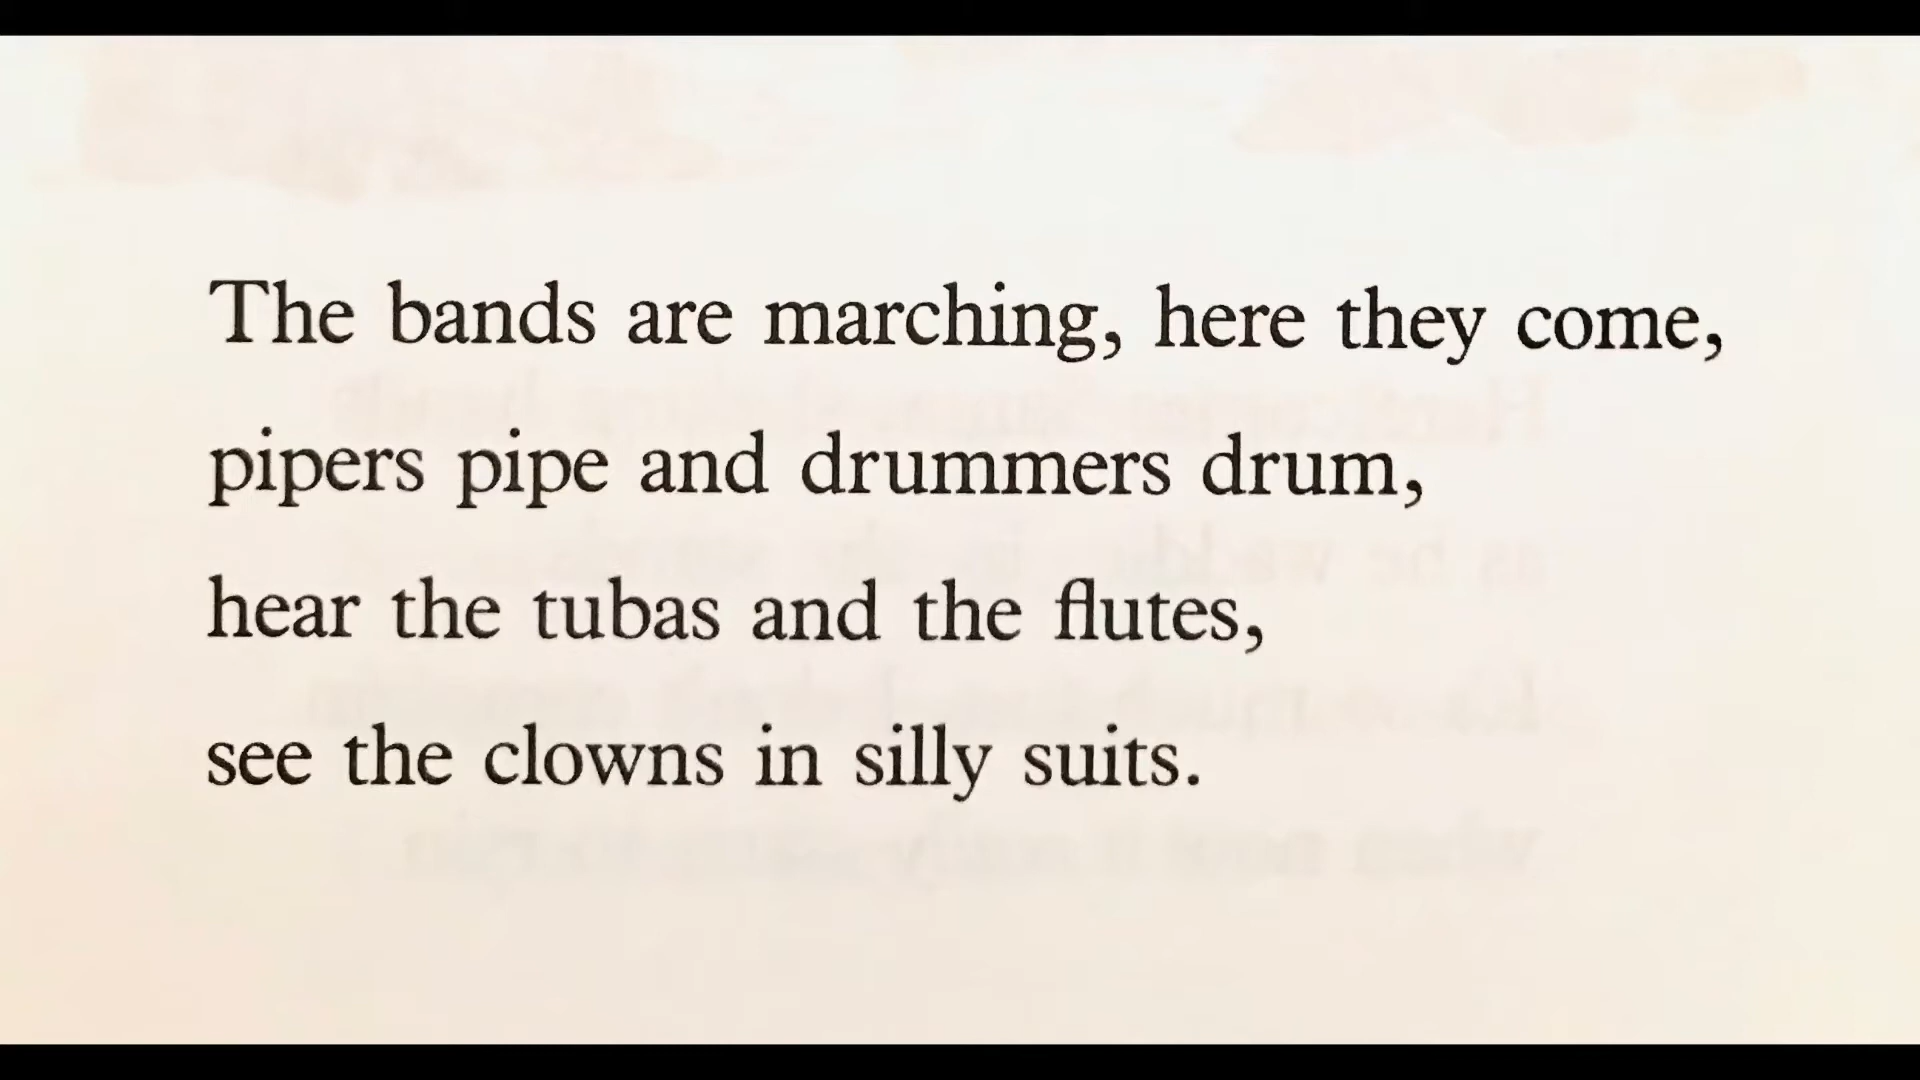 The bands are marching, here they come,
pipers pipe and drummers drum,
hear the tubas and the flutes,
see the clowns in silly suits.